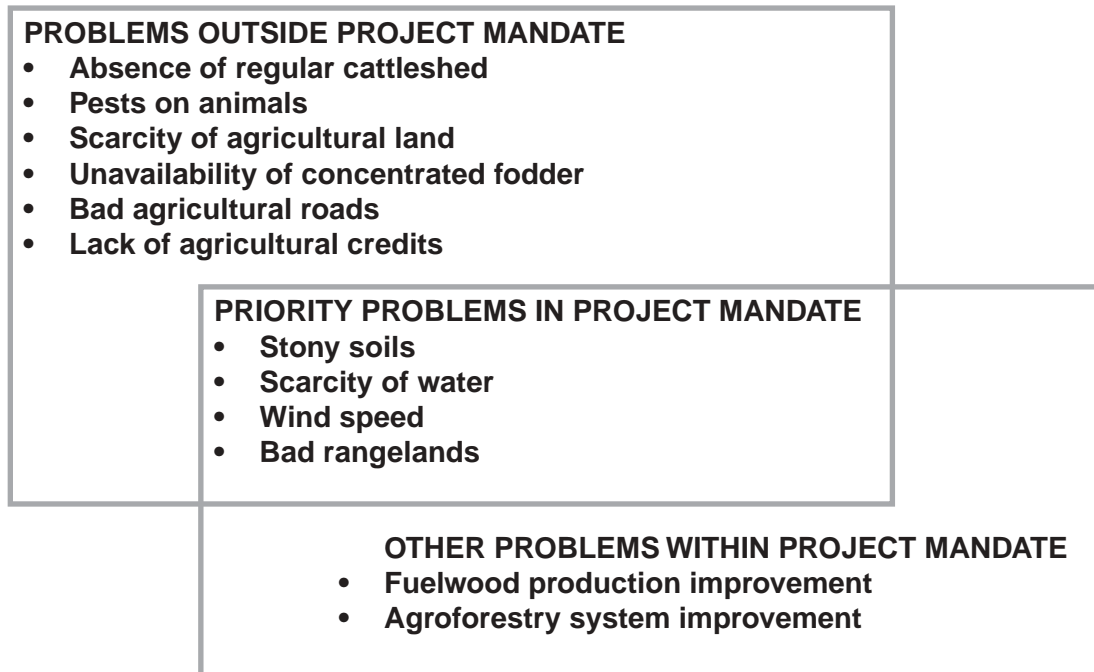 PROBLEMS OUTSIDE PROJECT MANDATE
• Absence of regular cattleshed
• Pests on animals
• Scarcity of agricultural land
• Unavailability of concentrated fodder
• Bad agricultural roads
• Lack of agricultural credits
PRIORITY PROBLEMS IN PROJECT MANDATE
• Stony soils
• Scarcity of water
• Wind speed
• Bad rangelands
OTHER PROBLEMS WITHIN PROJECT MANDATE
• Fuelwood production improvement
• Agroforestry system improvement